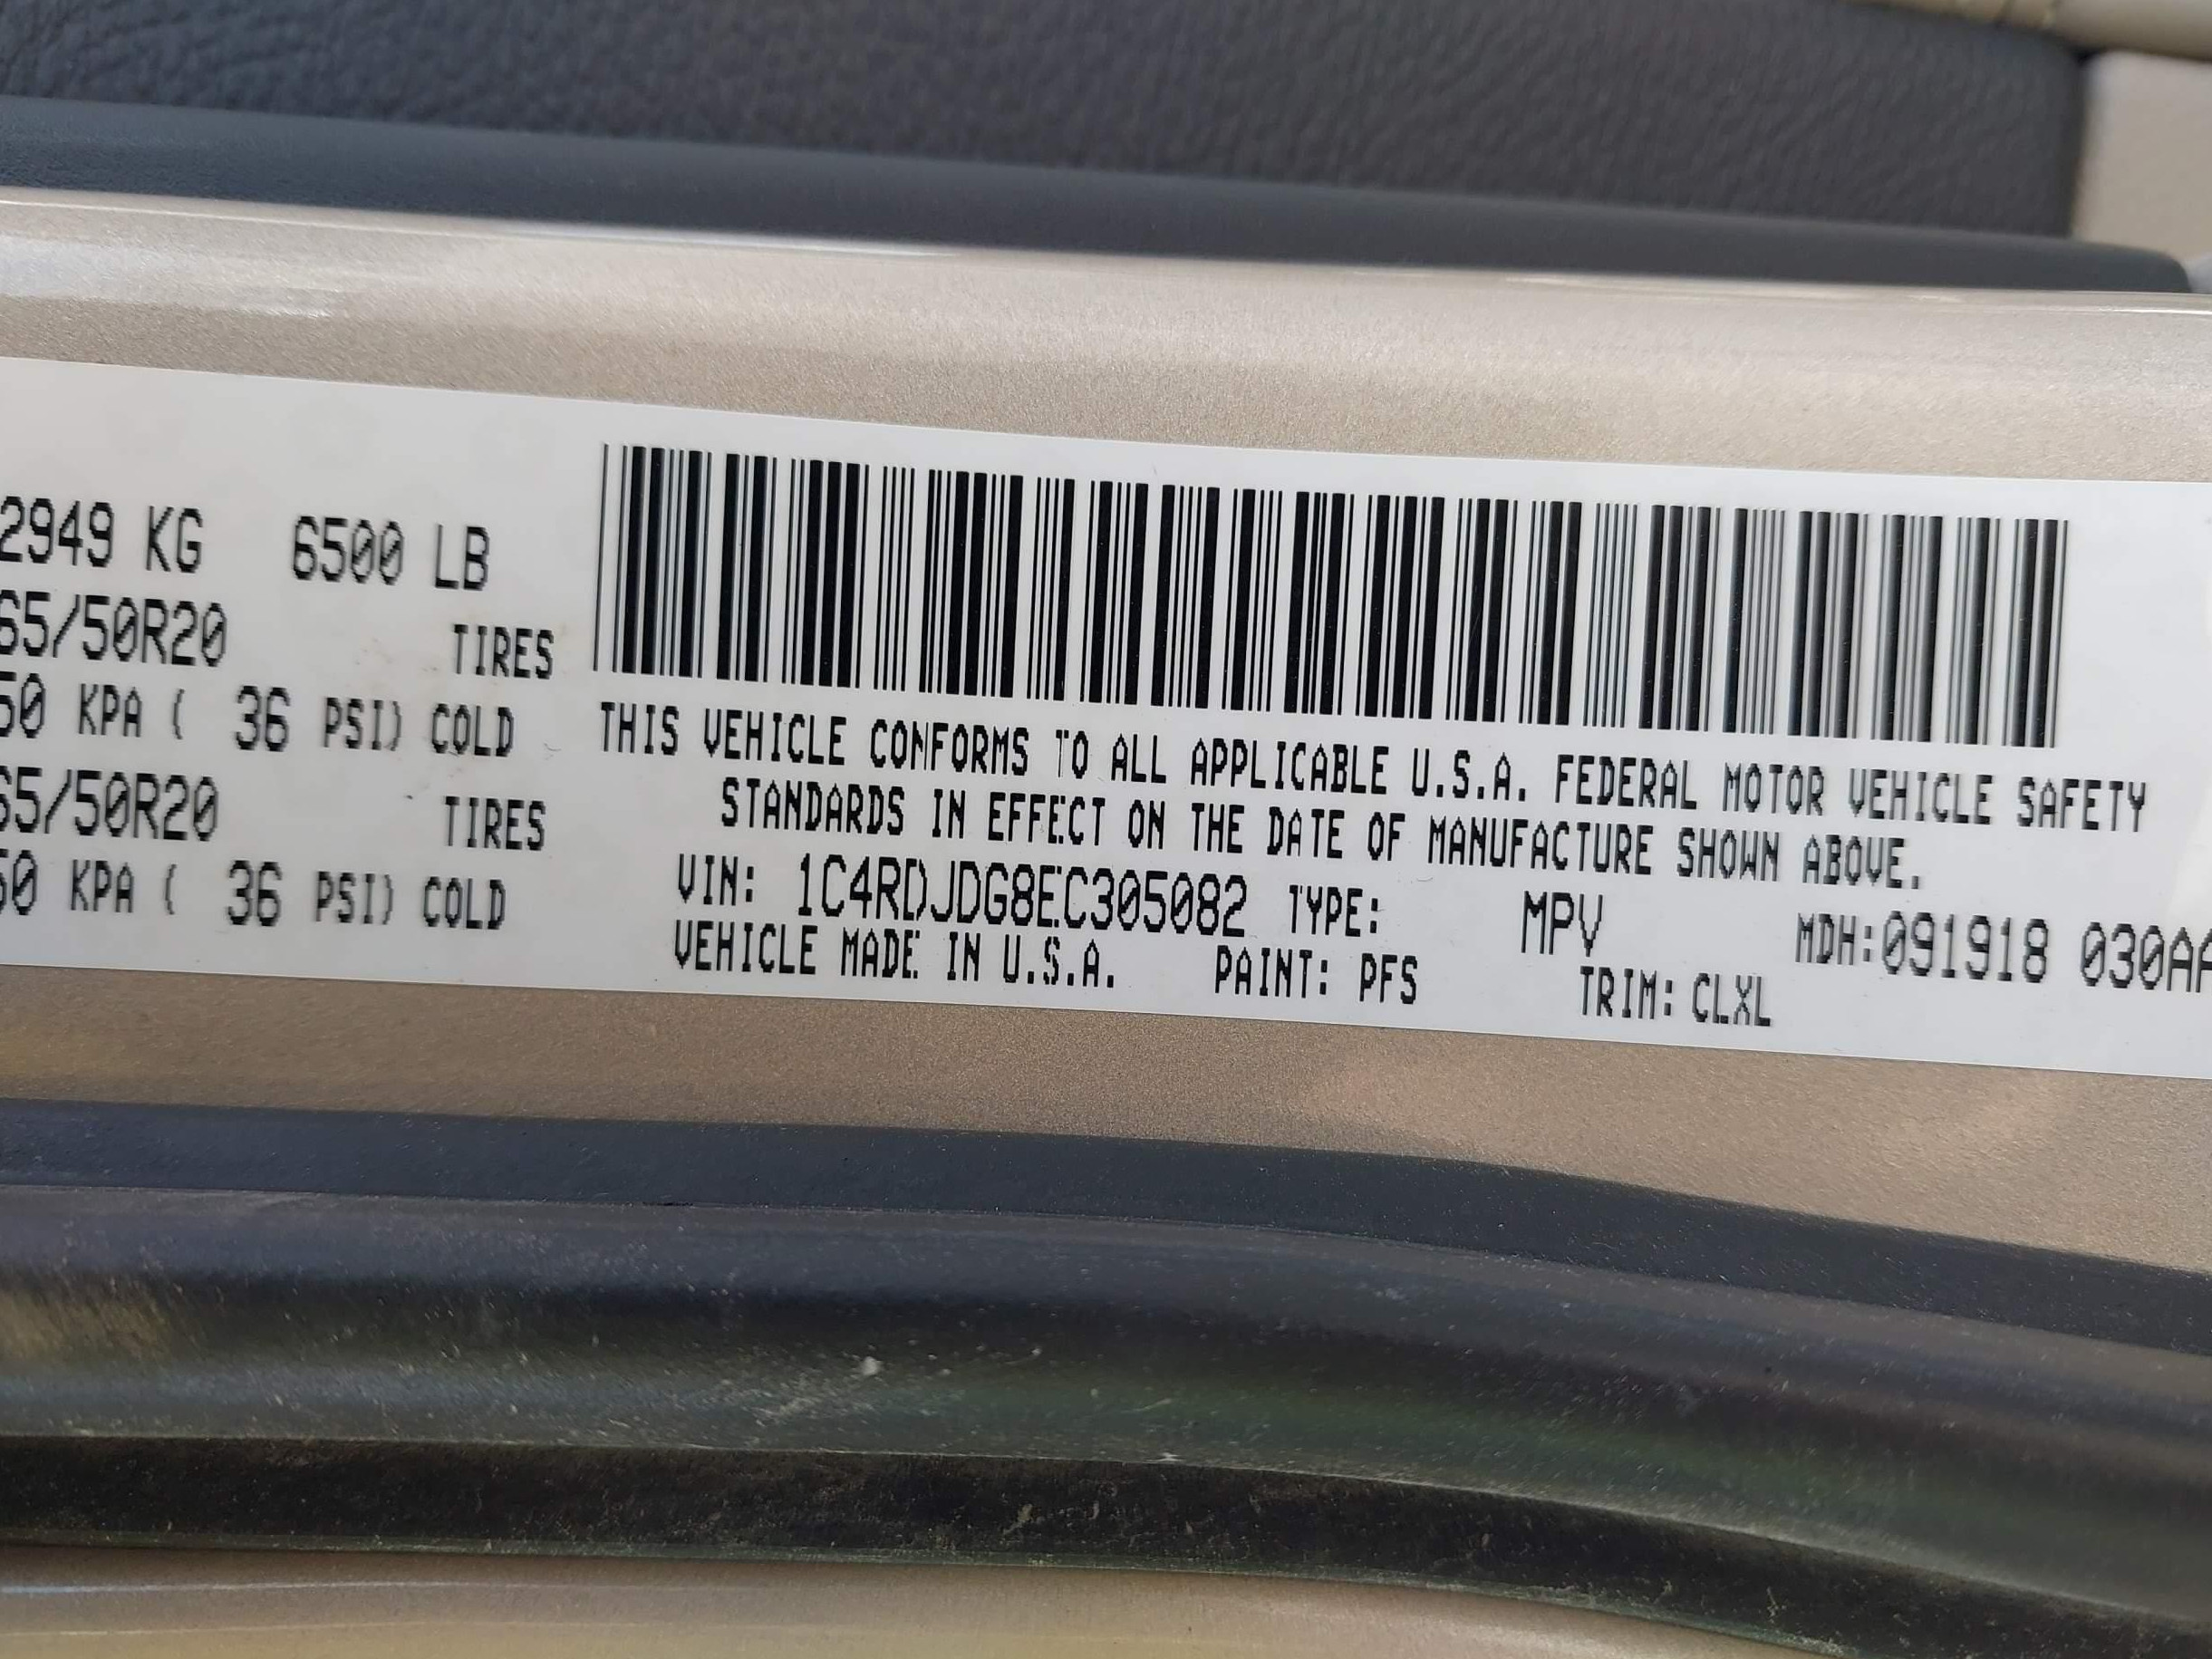 2949 KG 6500 LB
65/50R20 TIRES
50 KPA ( 36 PSI) COLD
65/50R20 TIRES
50 KPA ( 36 PSI) COLD
THIS VEHICLE CONFORMS TO ALL APPLICABLE U.S.A. FEDERAL MOTOR VEHICLE SAFETY
STANDARDS IN EFFECT ON THE DATE OF MANUFACTURE SHOWN ABOVE.
VIN: 1C4RDJDG8EC305082 TYPE: MPV MDH:091918 030AA
VEHICLE MADE IN U.S.A. PAINT: PFS TRIM: CLXL